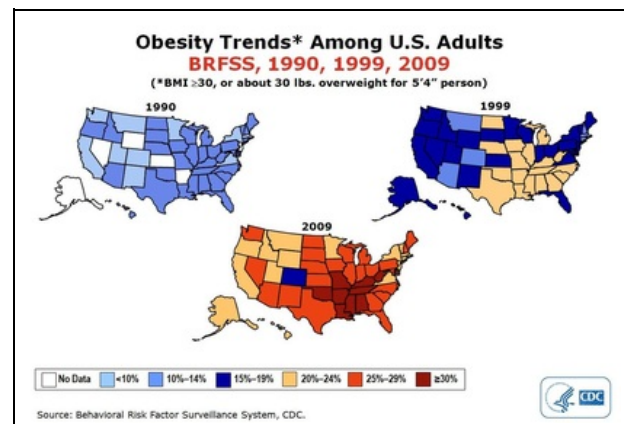 Obesity Trends* Among U.S. Adults
BRFSS, 1990, 1999, 2009
(*BMI ≥30, or about 30 lbs. overweight for 5’4” person)
1990
1999
2009
No Data <10% 10%–14% 15%–19% 20%–24% 25%–29% ≥30%
CDC
Source: Behavioral Risk Factor Surveillance System, CDC.